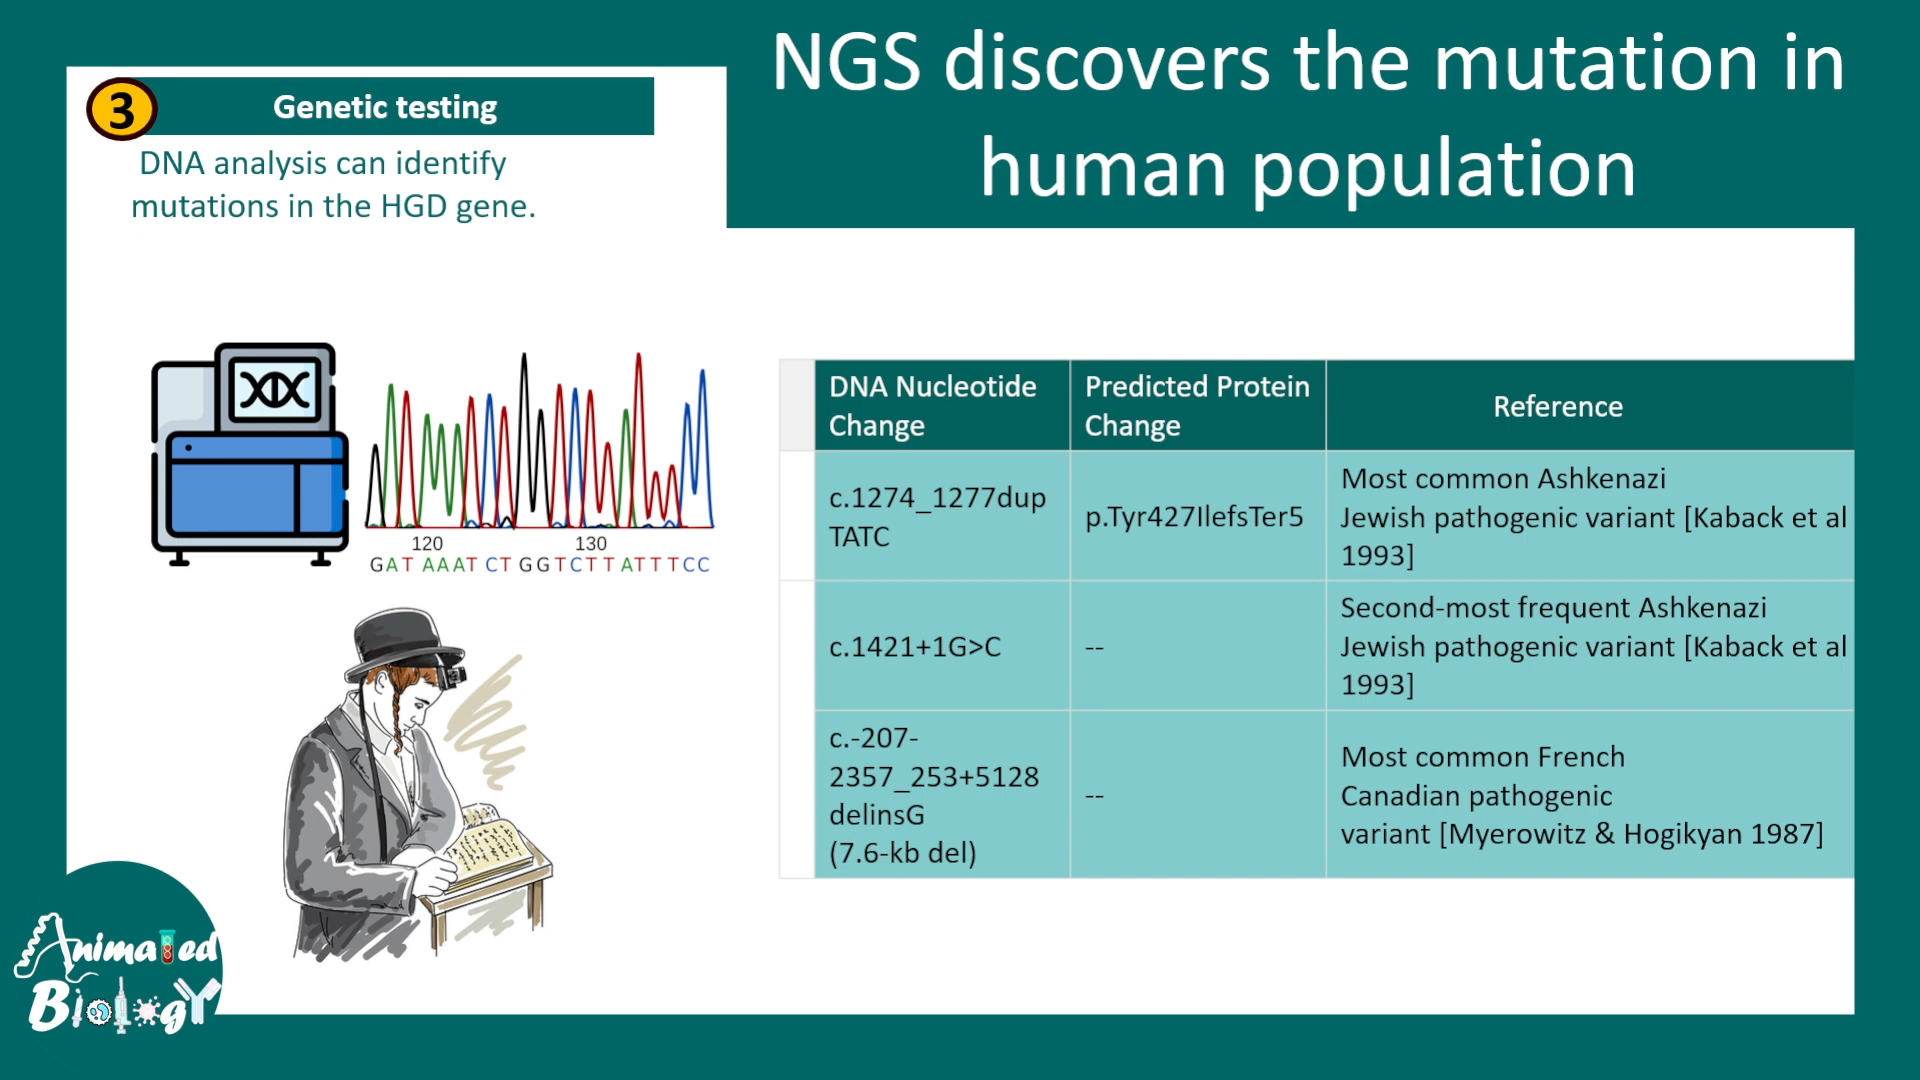 NGS discovers the mutation in
human population
3
Genetic testing
DNA analysis can identify
mutations in the HGD gene.
120 130
GAT AAAT CT GGTCTTATTTCC
DNA Nucleotide
Change
Predicted Protein
Change
Reference
c.1274_1277dup
TATC
p.Tyr427IlefsTer5
Most common Ashkenazi
Jewish pathogenic variant [Kaback et al
1993]
c.1421+1G>C
--
Second-most frequent Ashkenazi
Jewish pathogenic variant [Kaback et al
1993]
c.-207-
2357_253+5128
delinsG
(7.6-kb del)
--
Most common French
Canadian pathogenic
variant [Myerowitz & Hogikyan 1987]
Animated
Biology